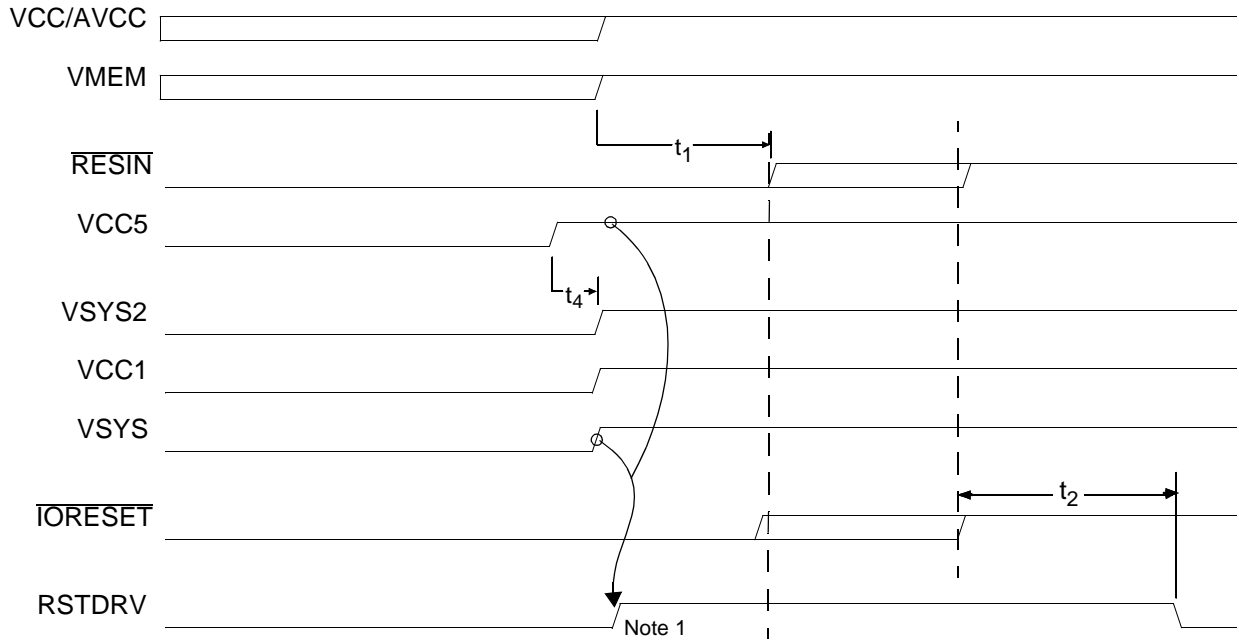 VCC/AVCC
VMEM
t1
RESIN
VCC5
t4
VSYS2
VCC1
VSYS
t2
IORESET
RSTDRV
Note 1